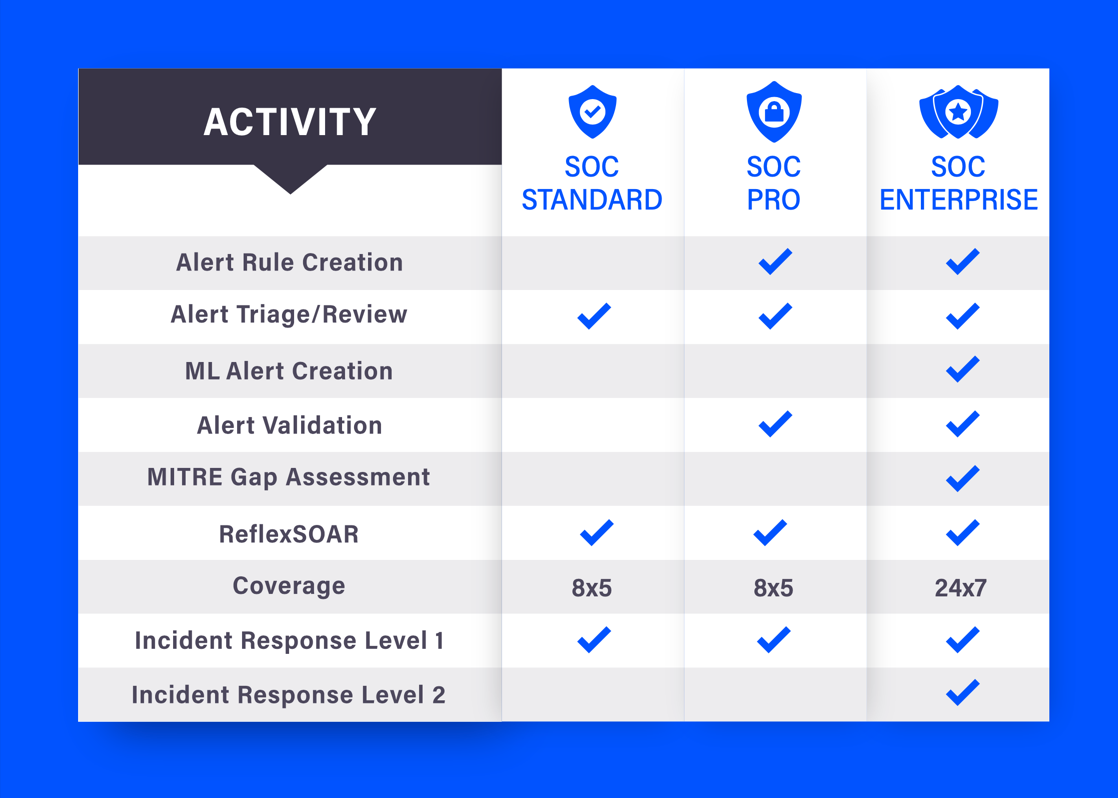 ACTIVITY
SOC
STANDARD
SOC
PRO
SOC
ENTERPRISE
Alert Rule Creation
Alert Triage/Review
ML Alert Creation
Alert Validation
MITRE Gap Assessment
ReflexSOAR
Coverage 8x5 8x5 24x7
Incident Response Level 1
Incident Response Level 2